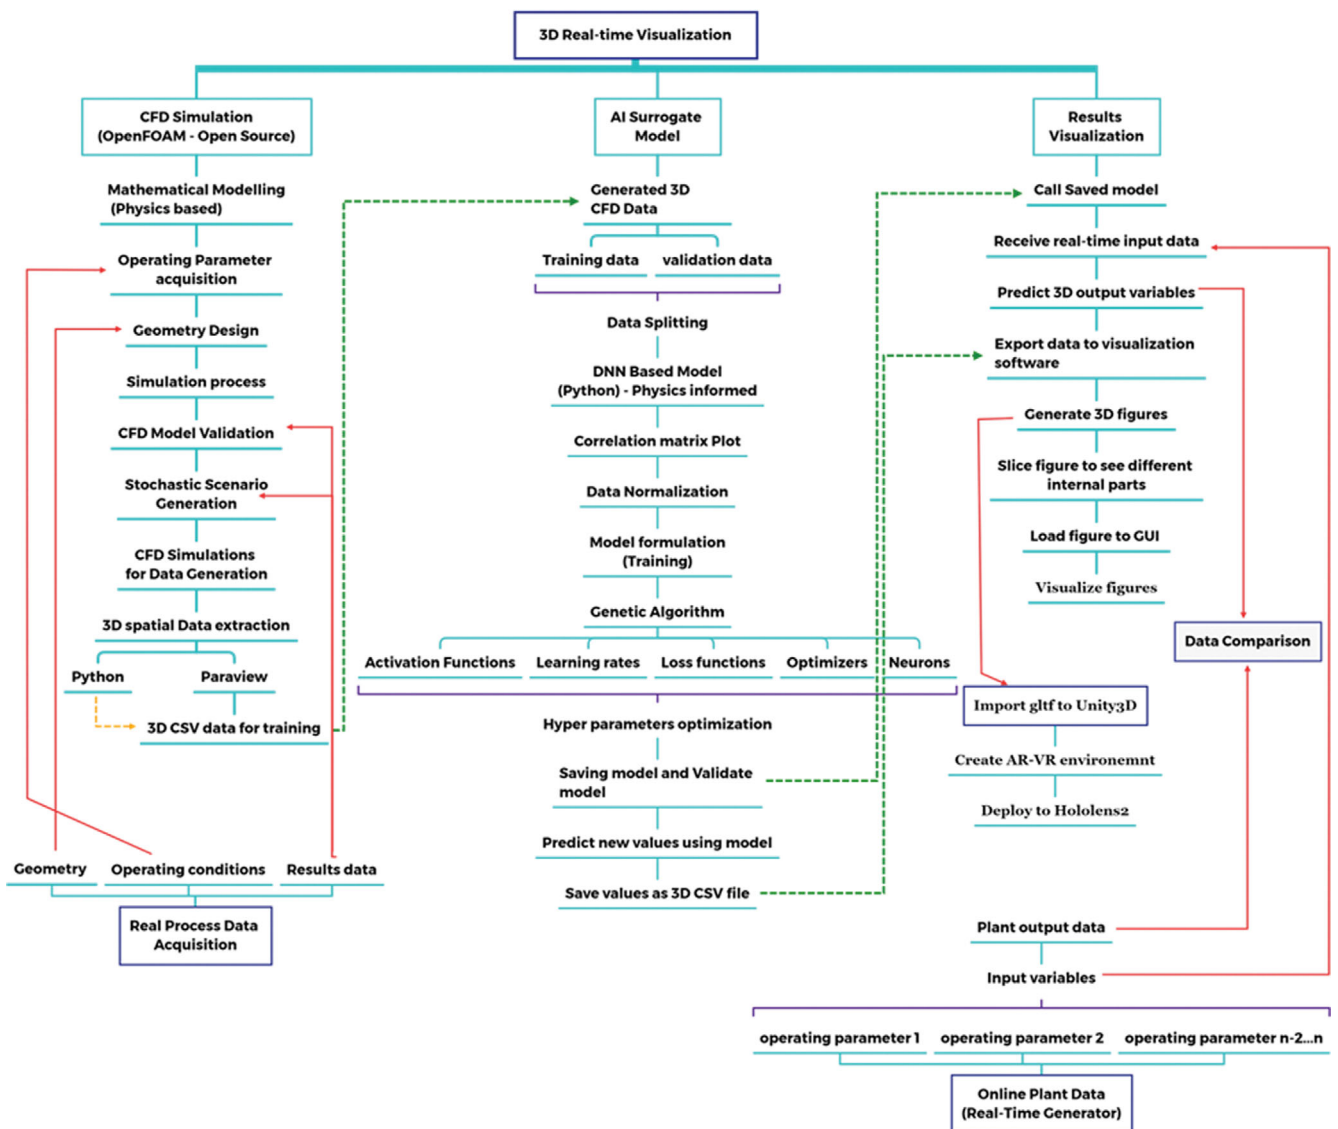 3D Real-time Visualization
CFD Simulation
(OpenFOAM - Open Source)
Mathematical Modelling
(Physics based)
Operating Parameter
acquisition
Geometry Design
Simulation process
CFD Model Validation
Stochastic Scenario
Generation
CFD Simulations
for Data Generation
3D spatial Data extraction
Python
Paraview
3D CSV data for training
Geometry
Operating conditions
Results data
Real Process Data
Acquisition
AI Surrogate
Model
Generated 3D
CFD Data
Training data
validation data
Data Splitting
DNN Based Model
(Python) - Physics informed
Correlation matrix Plot
Data Normalization
Model formulation
(Training)
Genetic Algorithm
Activation Functions
Learning rates
Loss functions
Optimizers
Neurons
Hyper parameters optimization
Saving model and Validate
model
Predict new values using model
Save values as 3D CSV file
Results
Visualization
Call Saved model
Receive real-time input data
Predict 3D output variables
Export data to visualization
software
Generate 3D figures
Slice figure to see different
internal parts
Load figure to GUI
Visualize figures
Data Comparison
Import gltf to Unity3D
Create AR-VR environemnt
Deploy to Hololens2
Plant output data
Input variables
operating parameter 1
operating parameter 2
operating parameter n-2...n
Online Plant Data
(Real-Time Generator)